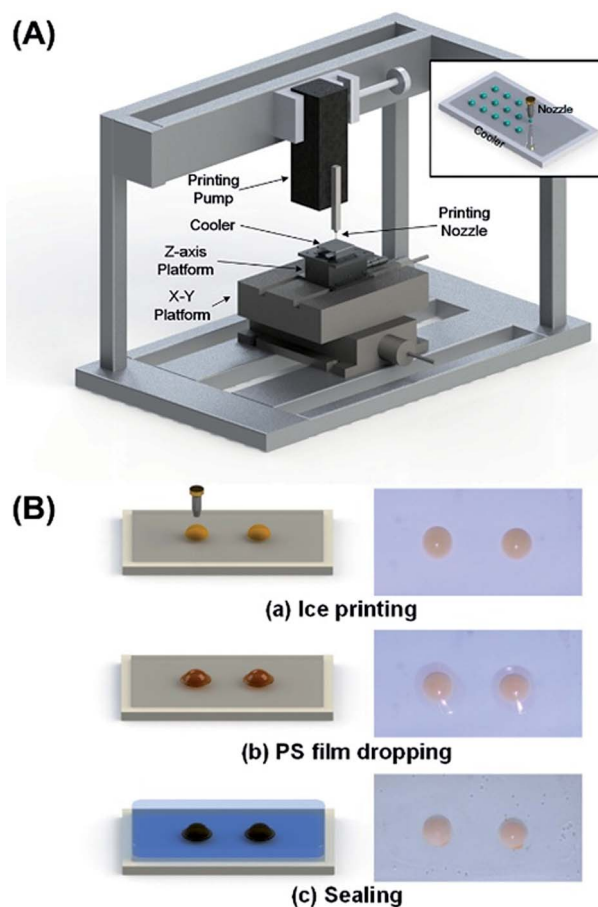 (A)
Nozzle
Cooler
Printing
Pump
Cooler
Printing
Nozzle
Z-axis
Platform
X-Y
Platform
(B)
(a) Ice printing
(b) PS film dropping
(c) Sealing